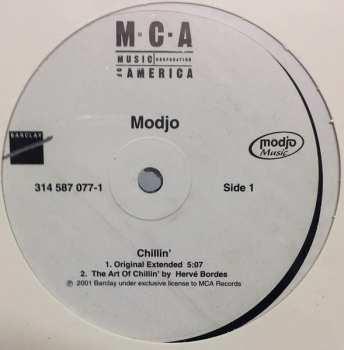 M·C·A
MUSIC CORPORATION
OF AMERICA
Modjo
BARCLAY
modjo
Music
314 587 077-1
Side 1
Chillin'
1. Original Extended 5:07
2. The Art Of Chillin' by Hervé Bordes
℗ 2001 Barclay under exclusive license to MCA Records